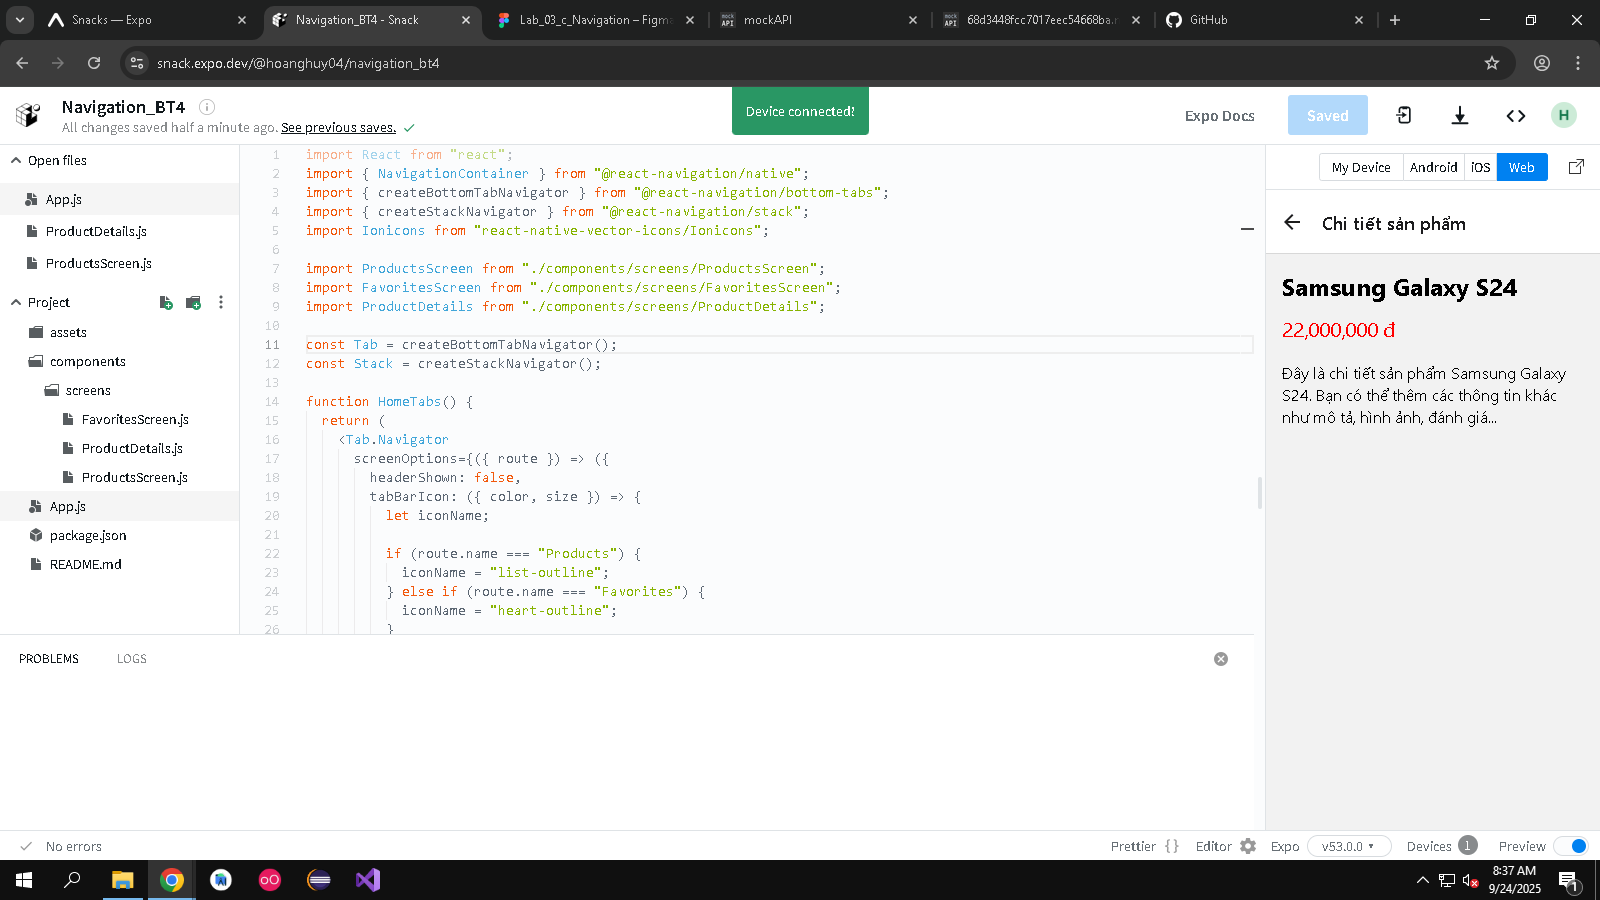 Snacks — Expo
Navigation_BT4 - Snack
Lab_03_c_Navigation – Figma
mockAPI
68d3448fcc7017eec54668ba.m
GitHub
snack.expo.dev/@hoanghuy04/navigation_bt4
Navigation_BT4
All changes saved half a minute ago. See previous saves.
Device connected!
Expo Docs
Saved
H
Open files
App.js
ProductDetails.js
ProductsScreen.js
Project
assets
components
screens
FavoritesScreen.js
ProductDetails.js
ProductsScreen.js
App.js
package.json
README.md
1 import React from "react";
2 import { NavigationContainer } from "@react-navigation/native";
3 import { createBottomTabNavigator } from "@react-navigation/bottom-tabs";
4 import { createStackNavigator } from "@react-navigation/stack";
5 import Ionicons from "react-native-vector-icons/Ionicons";
6
7 import ProductsScreen from "./components/screens/ProductsScreen";
8 import FavoritesScreen from "./components/screens/FavoritesScreen";
9 import ProductDetails from "./components/screens/ProductDetails";
10
11 const Tab = createBottomTabNavigator();
12 const Stack = createStackNavigator();
13
14 function HomeTabs() {
15 return (
16 <Tab.Navigator
17 screenOptions={({ route }) => ({
18 headerShown: false,
19 tabBarIcon: ({ color, size }) => {
20 let iconName;
21
22 if (route.name === "Products") {
23 iconName = "list-outline";
24 } else if (route.name === "Favorites") {
25 iconName = "heart-outline";
26 }
My Device
Android
iOS
Web
Chi tiết sản phẩm
Samsung Galaxy S24
22,000,000 đ
Đây là chi tiết sản phẩm Samsung Galaxy
S24. Bạn có thể thêm các thông tin khác
như mô tả, hình ảnh, đánh giá...
PROBLEMS
LOGS
No errors
Prettier { }
Editor
Expo
v53.0.0
Devices 1
Preview
8:37 AM
9/24/2025
1